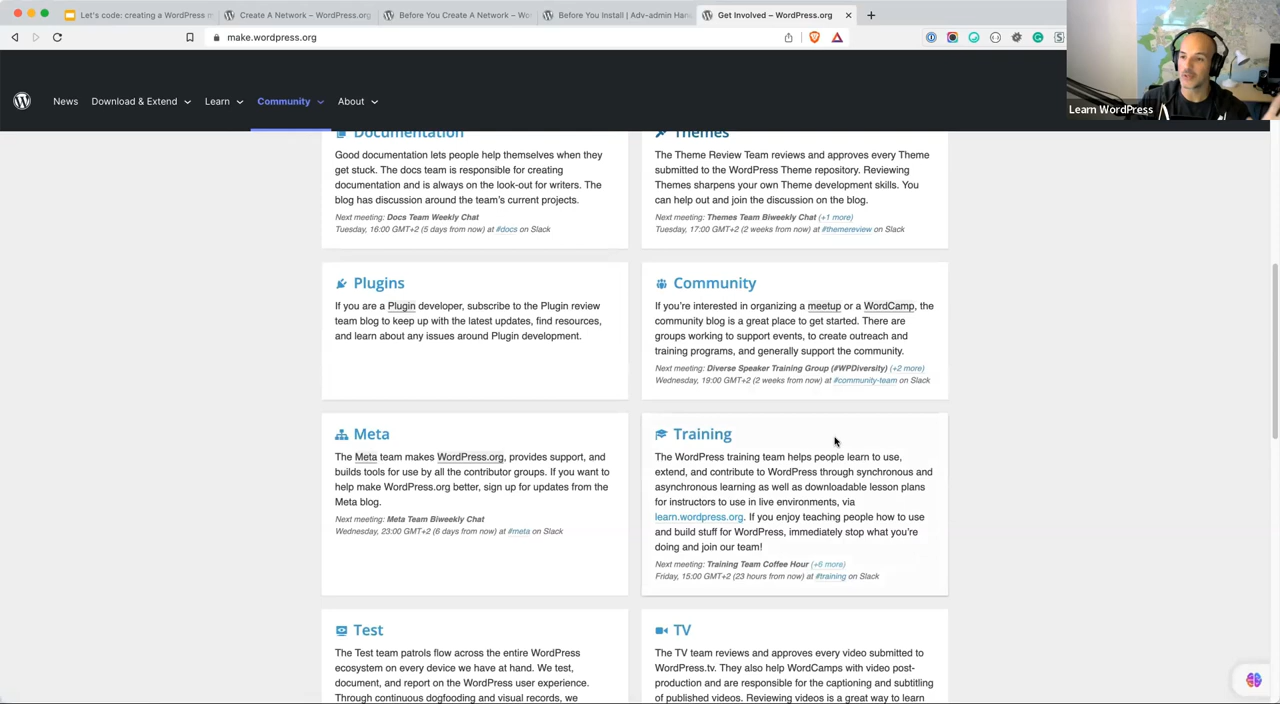 Let's code: creating a WordPress m
Create A Network – WordPress.org
Before You Create A Network – Wor
Before You Install | Adv-admin Han
Get Involved – WordPress.org
make.wordpress.org
News
Download & Extend
Learn
Community
About
Learn WordPress
Documentation
Good documentation lets people help themselves when they
get stuck. The docs team is responsible for creating
documentation and is always on the look-out for writers. The
blog has discussion around the team's current projects.
Next meeting: Docs Team Weekly Chat
Tuesday, 16:00 GMT+2 (5 days from now) at #docs on Slack
Themes
The Theme Review Team reviews and approves every Theme
submitted to the WordPress Theme repository. Reviewing
Themes sharpens your own Theme development skills. You
can help out and join the discussion on the blog.
Next meeting: Themes Team Biweekly Chat (+1 more)
Tuesday, 17:00 GMT+2 (2 weeks from now) at #themereview on Slack
Plugins
If you are a Plugin developer, subscribe to the Plugin review
team blog to keep up with the latest updates, find resources,
and learn about any issues around Plugin development.
Community
If you're interested in organizing a meetup or a WordCamp, the
community blog is a great place to get started. There are
groups working to support events, to create outreach and
training programs, and generally support the community.
Next meeting: Diverse Speaker Training Group (#WPDiversity) (+2 more)
Wednesday, 19:00 GMT+2 (2 weeks from now) at #community-team on Slack
Meta
The Meta team makes WordPress.org, provides support, and
builds tools for use by all the contributor groups. If you want to
help make WordPress.org better, sign up for updates from the
Meta blog.
Next meeting: Meta Team Biweekly Chat
Wednesday, 23:00 GMT+2 (6 days from now) at #meta on Slack
Training
The WordPress training team helps people learn to use,
extend, and contribute to WordPress through synchronous and
asynchronous learning as well as downloadable lesson plans
for instructors to use in live environments, via
learn.wordpress.org. If you enjoy teaching people how to use
and build stuff for WordPress, immediately stop what you're
doing and join our team!
Next meeting: Training Team Coffee Hour (+6 more)
Friday, 15:00 GMT+2 (23 hours from now) at #training on Slack
Test
The Test team patrols flow across the entire WordPress
ecosystem on every device we have at hand. We test,
document, and report on the WordPress user experience.
Through continuous dogfooding and visual records, we
TV
The TV team reviews and approves every video submitted to
WordPress.tv. They also help WordCamps with video post-
production and are responsible for the captioning and subtitling
of published videos. Reviewing videos is a great way to learn